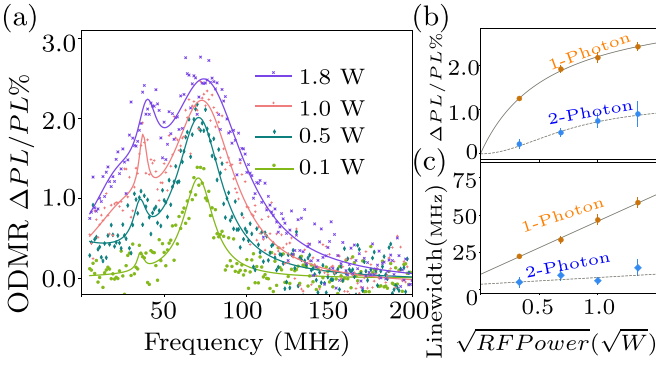 (a)
ODMR ΔPL/PL%
3.0
2.0
1.0
0.0
1.8 W
1.0 W
0.5 W
0.1 W
50
100
150
200
Frequency (MHz)
(b)
ΔPL/PL%
2.0
1.0
0
1-Photon
2-Photon
(c)
Linewidth(MHz)
75
50
25
0
1-Photon
2-Photon
0.5
1.0
√RFPower(√W)